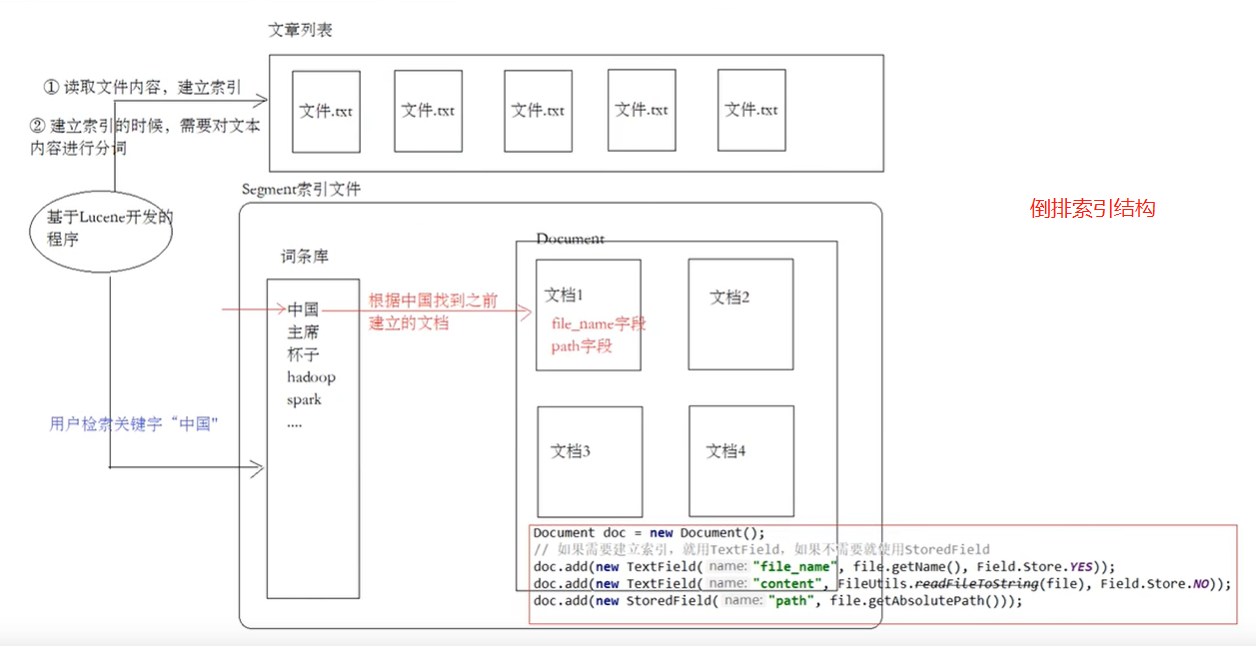 文章列表
① 读取文件内容，建立索引
② 建立索引的时候，需要对文本
内容进行分词
文件.txt
文件.txt
文件.txt
文件.txt
文件.txt
Segment索引文件
基于Lucene开发的
程序
倒排索引结构
词条库
中国
主席
杯子
hadoop
spark
....
根据中国找到之前
建立的文档
Document
文档1
file_name字段
path字段
文档2
文档3
文档4
用户检索关键字“中国"
Document doc = new Document();
// 如果需要建立索引，就用TextField，如果不需要就使用StoredField
doc.add(new TextField( name: "file_name", file.getName(), Field.Store.YES));
doc.add(new TextField( name: "content", FileUtils.readFileToString(file), Field.Store.NO));
doc.add(new StoredField( name: "path", file.getAbsolutePath()));